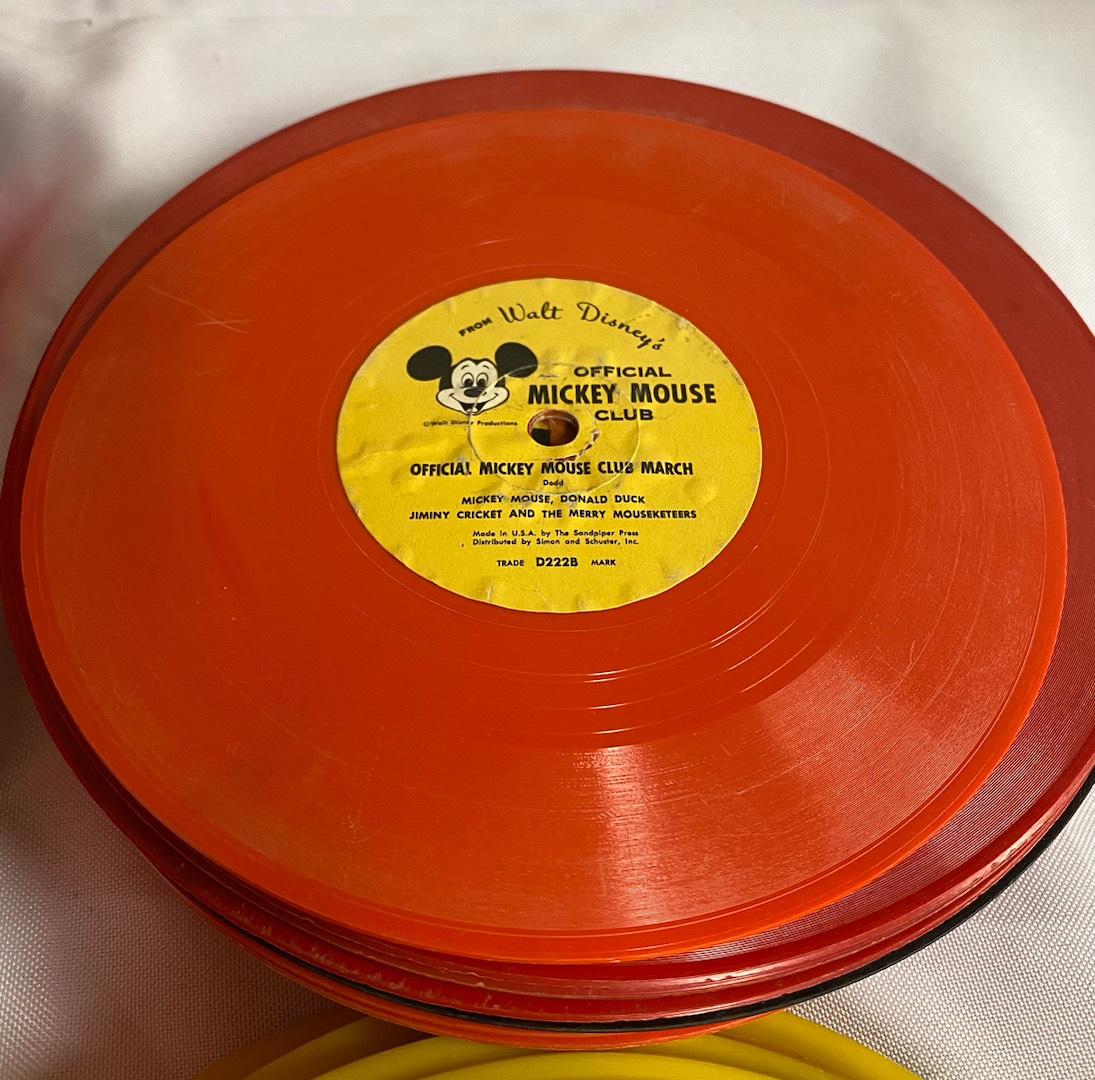 FROM Walt Disney's
OFFICIAL
MICKEY MOUSE
CLUB
©Walt Disney Productions
OFFICIAL MICKEY MOUSE CLUB MARCH
Dodd
MICKEY MOUSE, DONALD DUCK
JIMINY CRICKET AND THE MERRY MOUSEKETEERS
Made in U.S.A. by The Sandpiper Press
Distributed by Simon and Schuster, Inc.
TRADE D222B MARK